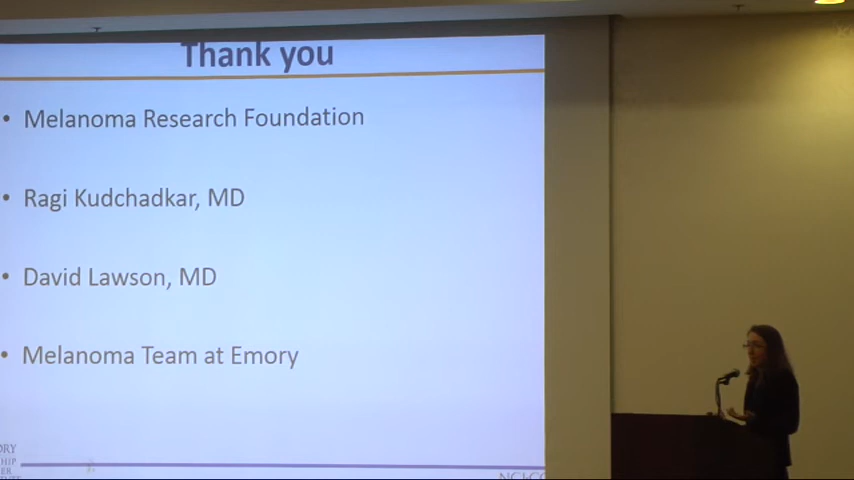 Thank you
• Melanoma Research Foundation
• Ragi Kudchadkar, MD
• David Lawson, MD
• Melanoma Team at Emory